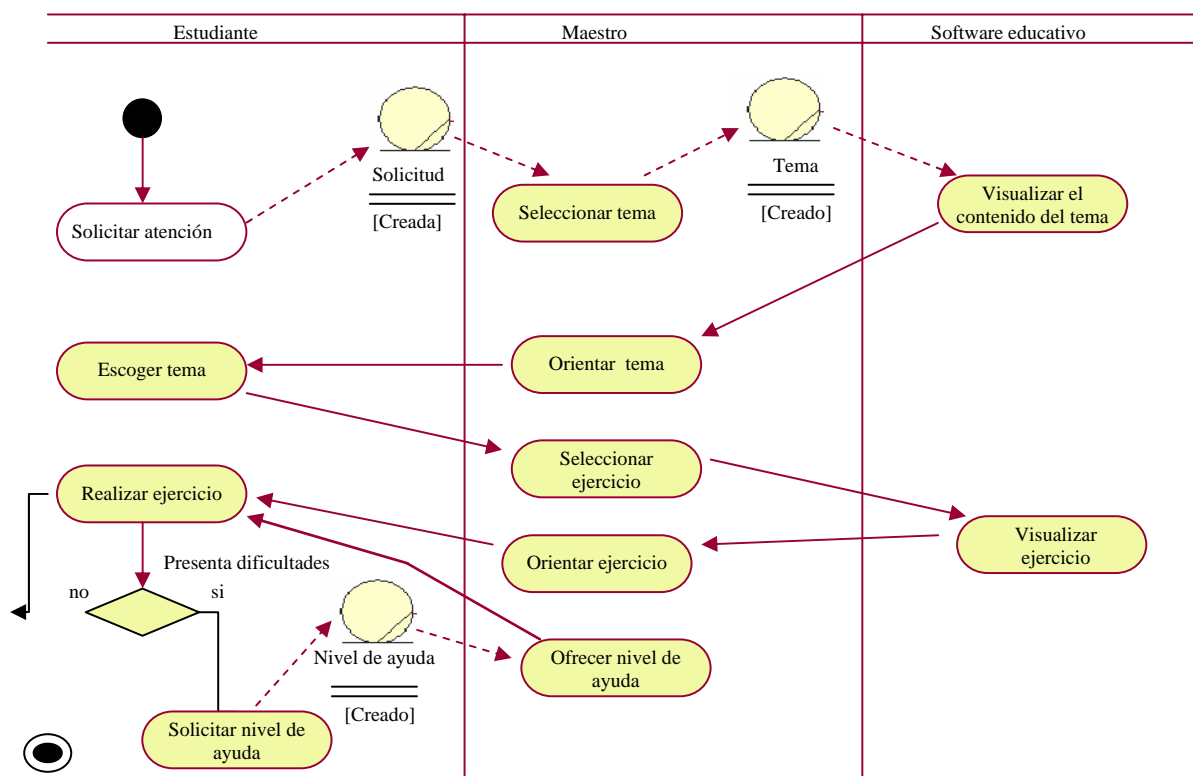 Estudiante
Maestro
Software educativo
Solicitud
[Creada]
Tema
[Creado]
Solicitar atención
Seleccionar tema
Visualizar el
contenido del tema
Escoger tema
Orientar  tema
Seleccionar
ejercicio
Realizar ejercicio
Orientar ejercicio
Visualizar
ejercicio
Presenta dificultades
no
si
Nivel de ayuda
[Creado]
Ofrecer nivel de
ayuda
Solicitar nivel de
ayuda